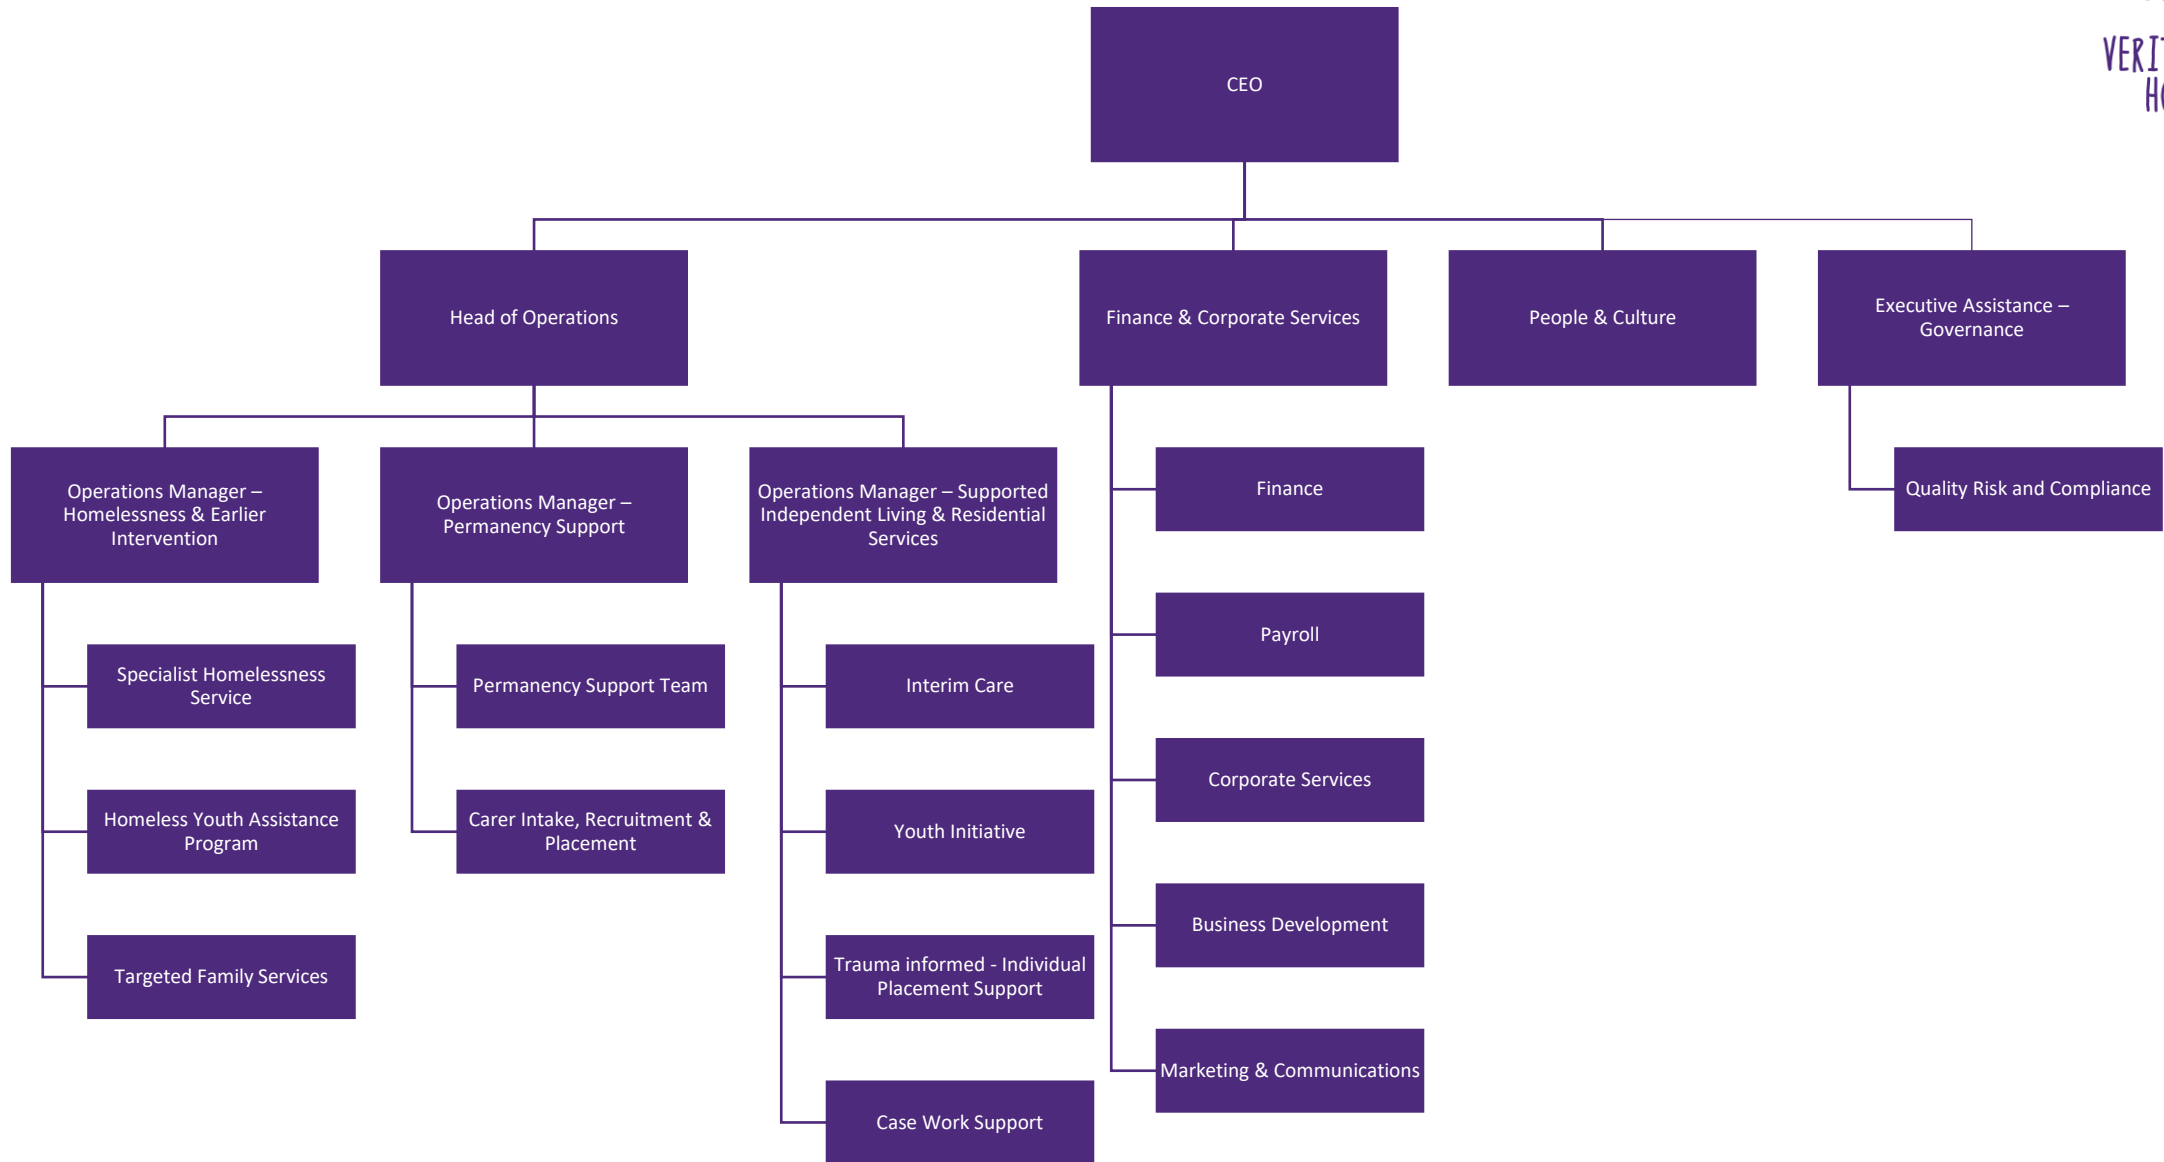 CEO
Head of Operations
Finance & Corporate Services
People & Culture
Executive Assistance –
Governance
Operations Manager –
Homelessness & Earlier
Intervention
Operations Manager –
Permanency Support
Operations Manager – Supported
Independent Living & Residential
Services
Finance
Quality Risk and Compliance
Payroll
Specialist Homelessness
Service
Permanency Support Team
Interim Care
Corporate Services
Homeless Youth Assistance
Program
Carer Intake, Recruitment &
Placement
Youth Initiative
Business Development
Targeted Family Services
Trauma informed - Individual
Placement Support
Marketing & Communications
Case Work Support